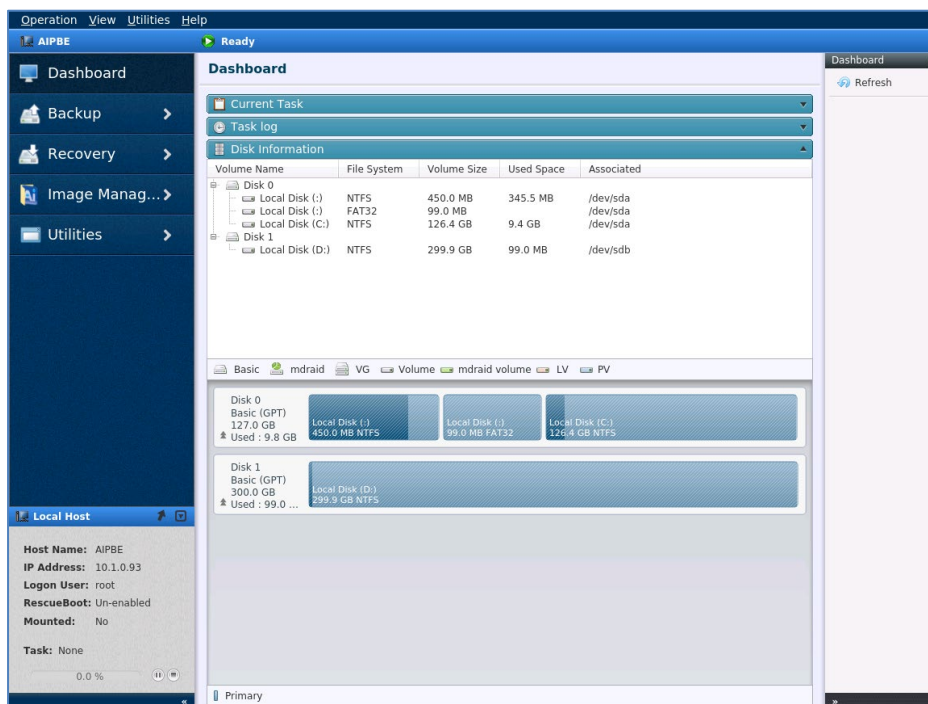 Operation View Utilities Help
AIPBE
Ready
Dashboard
Backup
Recovery
Image Manag...
Utilities
Dashboard
Current Task
Task log
Disk Information
Volume Name File System Volume Size Used Space Associated
Disk 0
Local Disk (:) NTFS 450.0 MB 345.5 MB /dev/sda
Local Disk (:) FAT32 99.0 MB /dev/sda
Local Disk (C:) NTFS 126.4 GB 9.4 GB /dev/sda
Disk 1
Local Disk (D:) NTFS 299.9 GB 99.0 MB /dev/sdb
Basic mdraid VG Volume mdraid volume LV PV
Disk 0
Basic (GPT)
127.0 GB
Used : 9.8 GB
Local Disk (:)
450.0 MB NTFS
Local Disk (:)
99.0 MB FAT32
Local Disk (C:)
126.4 GB NTFS
Disk 1
Basic (GPT)
300.0 GB
Used : 99.0 ...
Local Disk (D:)
299.9 GB NTFS
Primary
Dashboard
Refresh
Local Host
Host Name: AIPBE
IP Address: 10.1.0.93
Logon User: root
RescueBoot: Un-enabled
Mounted: No
Task: None
0.0 %